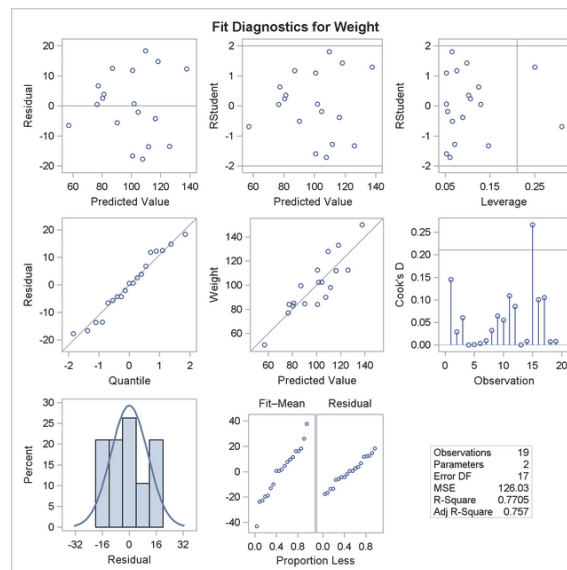 Fit Diagnostics for Weight
Residual
20
10
0
-10
-20
60 80 100 120 140
Predicted Value
RStudent
2
1
0
-1
-2
60 80 100 120 140
Predicted Value
RStudent
2
1
0
-1
-2
0.05 0.15 0.25
Leverage
Residual
20
10
0
-10
-20
-2 -1 0 1 2
Quantile
Weight
140
120
100
80
60
60 80 100 120 140
Predicted Value
Cook's D
0.25
0.20
0.15
0.10
0.05
0.00
0 5 10 15 20
Observation
Percent
30
25
20
15
10
5
0
-32 -16 0 16 32
Residual
Fit–Mean Residual
40
20
0
-20
-40
0.0 0.4 0.8 0.0 0.4 0.8
Proportion Less
Observations 19
Parameters 2
Error DF 17
MSE 126.03
R-Square 0.7705
Adj R-Square 0.757